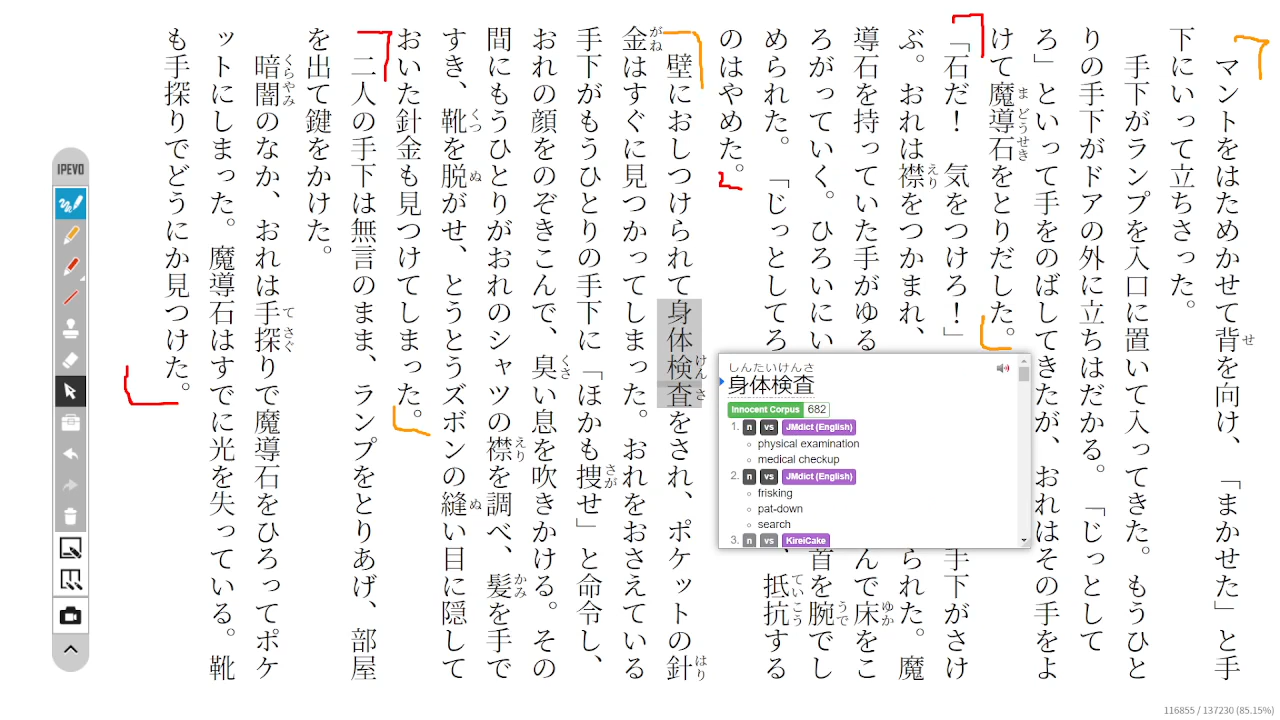 マントをはためかせて背を向け、「まかせた」と手
下にいって立ちさった。
手下がランプを入口に置いて入ってきた。もうひと
りの手下がドアの外に立ちはだかる。「じっとして
ろ」といって手をのばしてきたが、おれはその手をよ
けて魔導石をとりだした。
「石だ！　気をつけろ！」手下がさけ
ぶ。おれは襟をつかまれ、られた。魔
導石を持っていた手がゆるんで床をこ
ろがっていく。ひろいにい首を腕でし
められた。「じっとしてろ、抵抗する
のはやめた。
壁におしつけられて身体検査をされ、ポケットの針
金はすぐに見つかってしまった。おれをおさえている
手下がもうひとりの手下に「ほかも捜せ」と命令し、
おれの顔をのぞきこんで、臭い息を吹きかける。その
間にもうひとりがおれのシャツの襟を調べ、髪を手で
すき、靴を脱がせ、とうとうズボンの縫い目に隠して
おいた針金も見つけてしまった。
二人の手下は無言のまま、ランプをとりあげ、部屋
を出て鍵をかけた。
暗闇のなか、おれは手探りで魔導石をひろってポケ
ットにしまった。魔導石はすでに光を失っている。靴
も手探りでどうにか見つけた。
しんたいけんさ
身体検査
Innocent Corpus 682
1. n vs JMdict (English)
physical examination
medical checkup
2. n vs JMdict (English)
frisking
pat-down
search
3. n vs KireiCake
IPEVO
116855 / 137230 (85.15%)